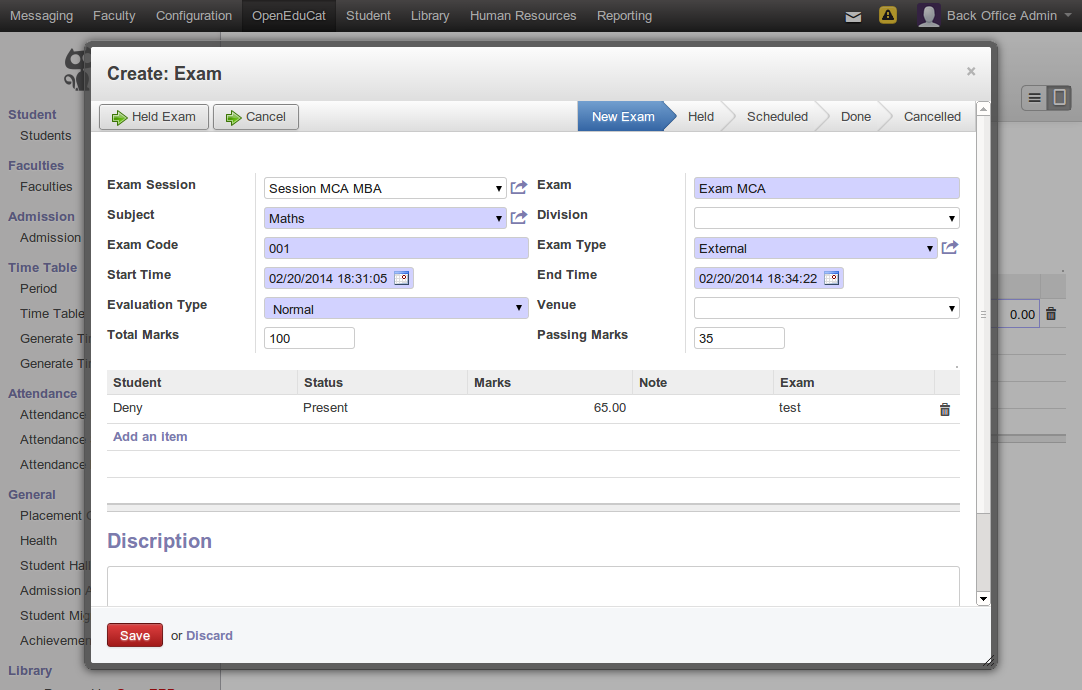 Messaging Faculty Configuration OpenEduCat Student Library Human Resources Reporting Back Office Admin
Student
Students
Faculties
Faculties
Admission
Admission
Time Table
Period
Time Table
Generate
Generate
Attendance
Attendance
Attendance
Attendance
General
Placement
Health
Student
Admission
Student
Library
Create: Exam ×
Held Exam Cancel New Exam Held Scheduled Done Cancelled
Exam Session Session MCA MBA Exam Exam MCA
Subject Maths Division
Exam Code 001 Exam Type External
Start Time 02/20/2014 18:31:05 End Time 02/20/2014 18:34:22
Evaluation Type Normal Venue
Total Marks 100 Passing Marks 35
Student Status Marks Note Exam
Deny Present 65.00 test
Add an item
Discription
Save or Discard
0.00